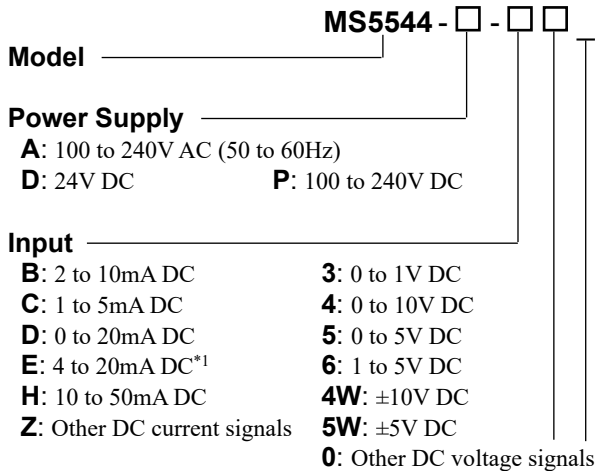 MS5544 - □ - □ □
Model
Power Supply
A: 100 to 240V AC (50 to 60Hz)
D: 24V DC P: 100 to 240V DC
Input
B: 2 to 10mA DC 3: 0 to 1V DC
C: 1 to 5mA DC 4: 0 to 10V DC
D: 0 to 20mA DC 5: 0 to 5V DC
E: 4 to 20mA DC*1 6: 1 to 5V DC
H: 10 to 50mA DC 4W: ±10V DC
Z: Other DC current signals 5W: ±5V DC
0: Other DC voltage signals